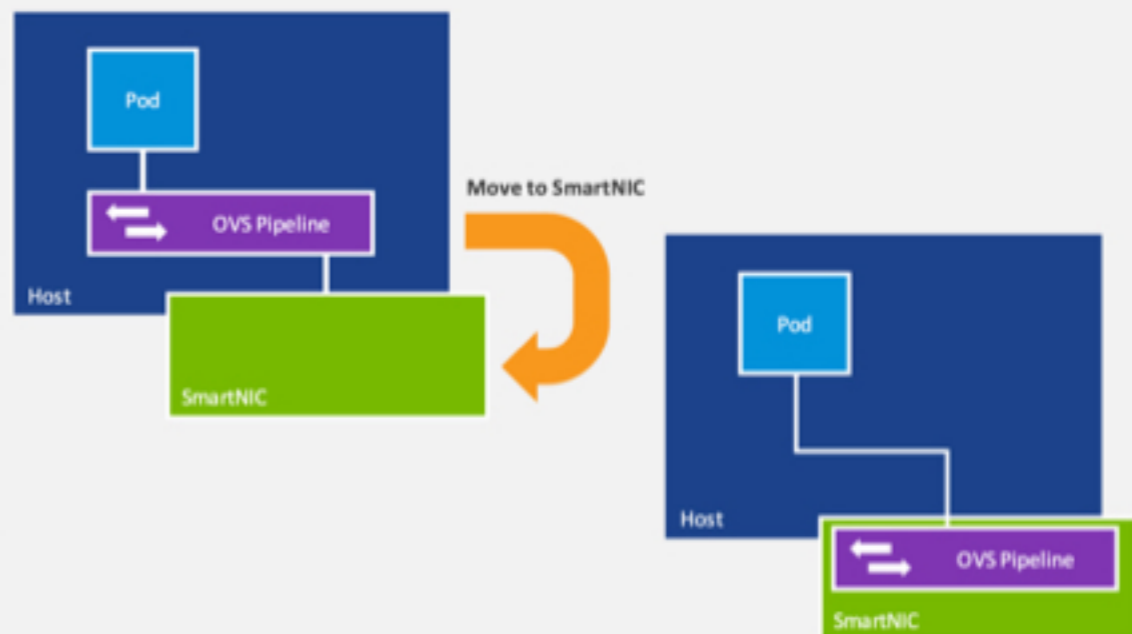 Pod
OVS Pipeline
Host
SmartNIC
Move to SmartNIC
Pod
Host
OVS Pipeline
SmartNIC